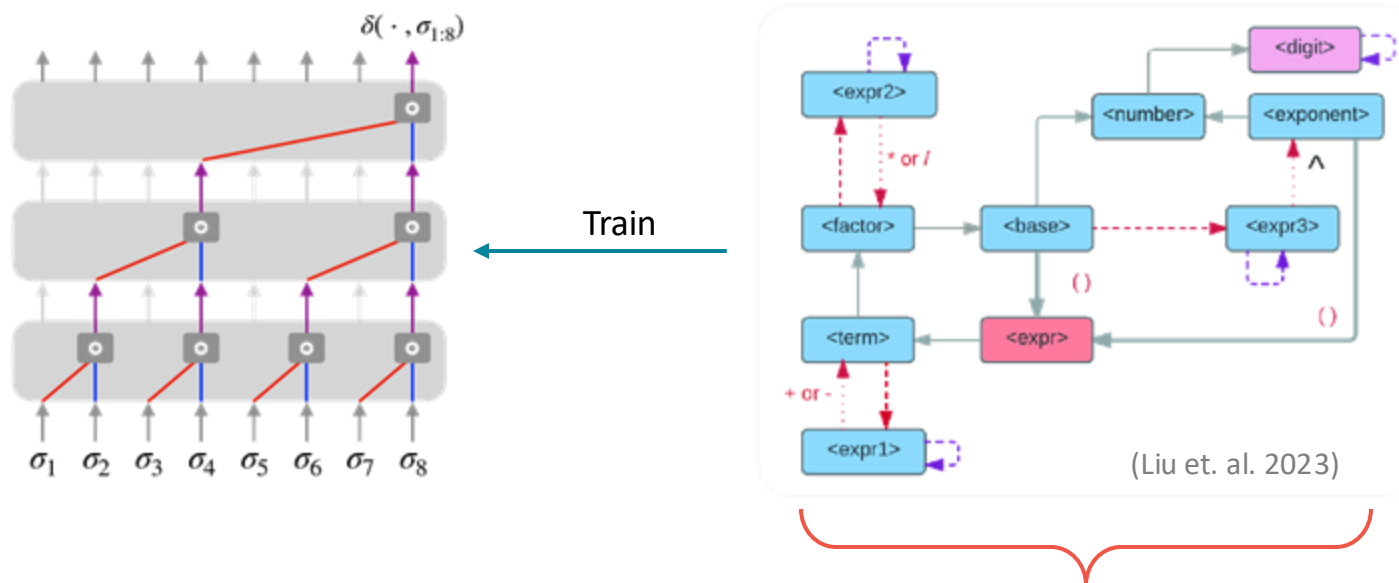 δ( · , σ1:8)
σ1 σ2 σ3 σ4 σ5 σ6 σ7 σ8
Train
<digit>
<expr2>
<number>
<exponent>
* or /
^
<factor>
<base>
<expr3>
( )
( )
<term>
<expr>
+ or -
<expr1>
(Liu et. al. 2023)